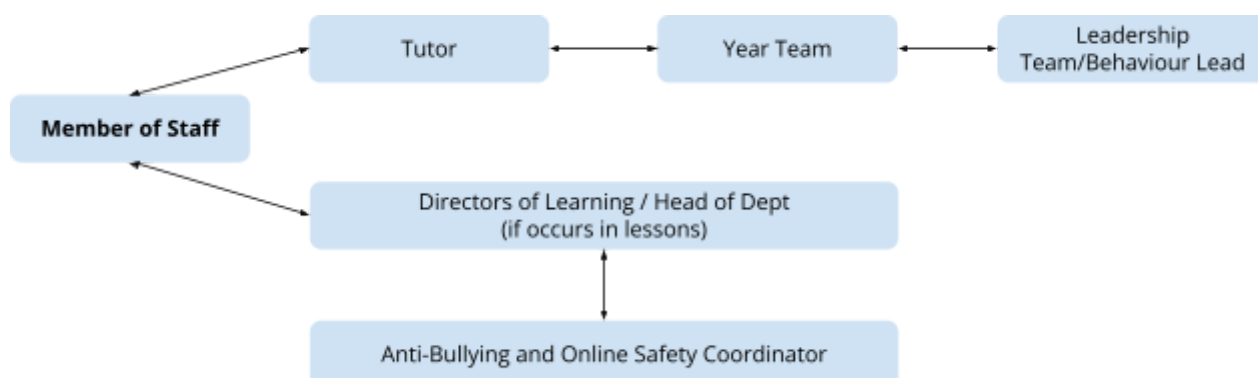 Tutor
Year Team
Leadership
Team/Behaviour Lead
Member of Staff
Directors of Learning / Head of Dept
(if occurs in lessons)
Anti-Bullying and Online Safety Coordinator